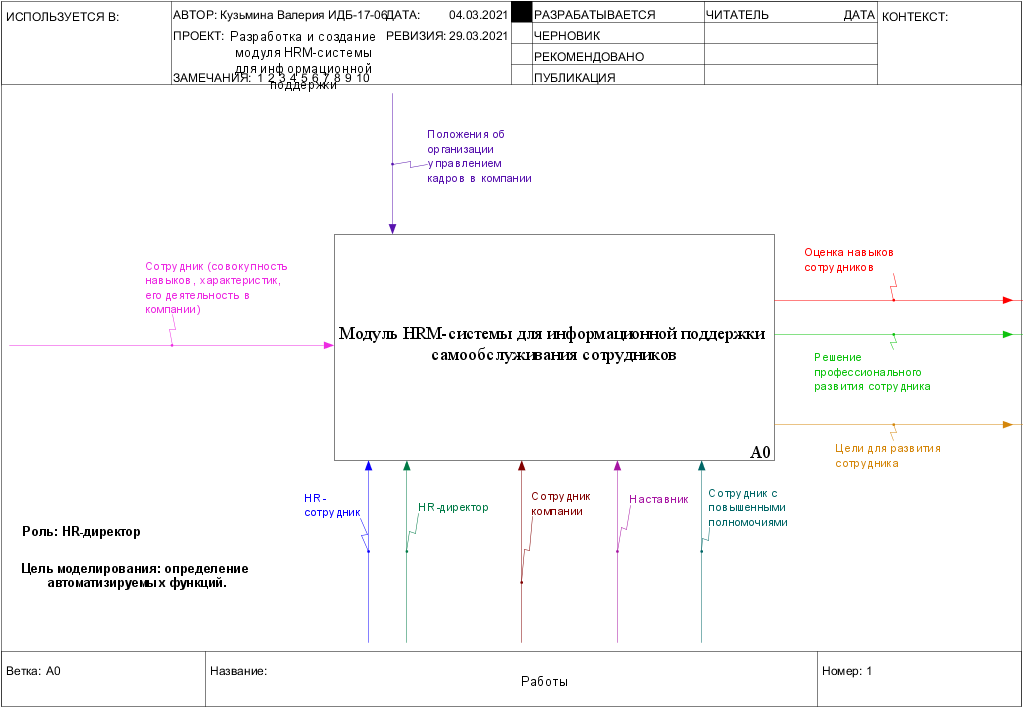 ИСПОЛЬЗУЕТСЯ В:
АВТОР: Кузьмина Валерия ИДБ-17-06
ДАТА: 04.03.2021
РАЗРАБАТЫВАЕТСЯ
ЧИТАТЕЛЬ
ДАТА
КОНТЕКСТ:
ПРОЕКТ: Разработка и создание
модуля HRM-системы
для информационной
поддержки
РЕВИЗИЯ: 29.03.2021
ЧЕРНОВИК
РЕКОМЕНДОВАНО
ЗАМЕЧАНИЯ: 1 2 3 4 5 6 7 8 9 10
ПУБЛИКАЦИЯ
Положения об
организации
управлением
кадров в компании
Сотрудник (совокупность
навыков, характеристик,
его деятельность в
компании)
Оценка навыков
сотрудников
Модуль HRM-системы для информационной поддержки
самообслуживания сотрудников
A0
Решение
профессионального
развития сотрудника
Цели для развития
сотрудника
HR-
сотрудник
HR-директор
Сотрудник
компании
Наставник
Сотрудник с
повышенными
полномочиями
Роль: HR-директор
Цель моделирования: определение
автоматизируемых функций.
Ветка: A0
Название:
Работы
Номер: 1